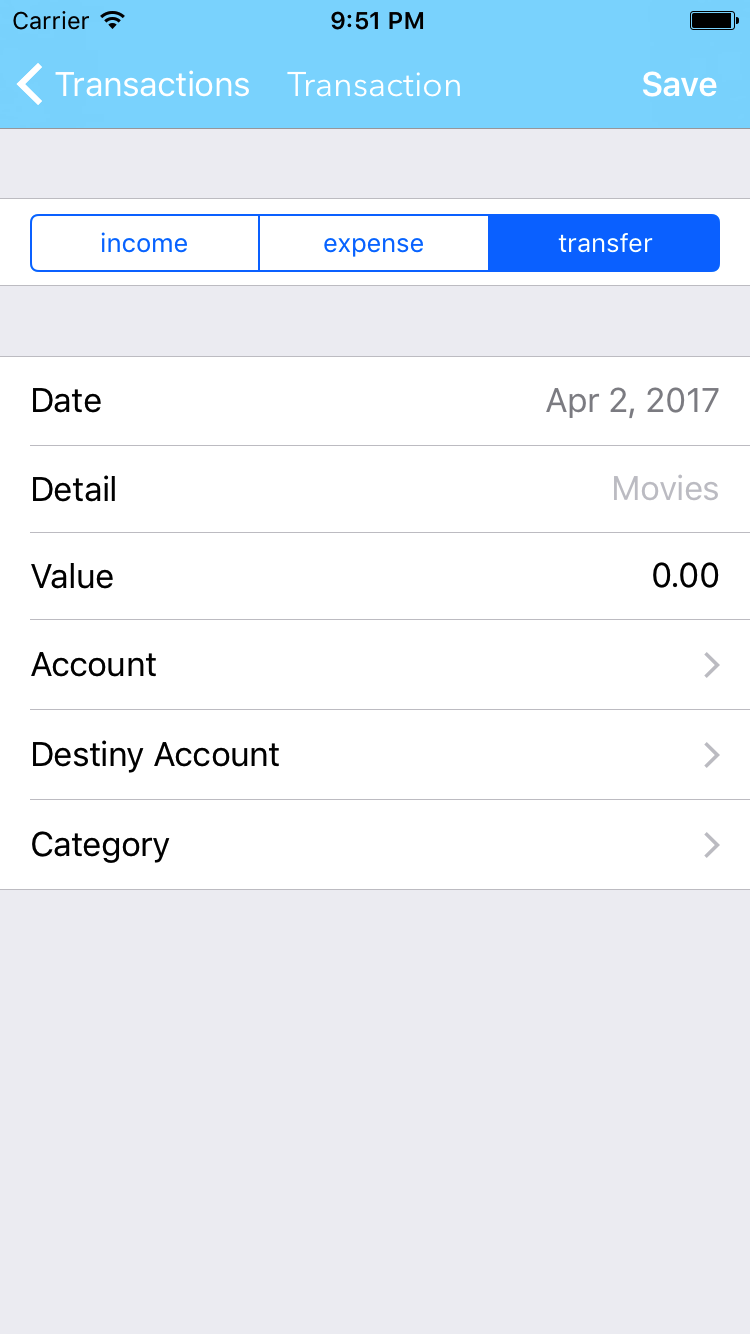 Carrier 9:51 PM
Transactions Transaction Save
income expense transfer
Date Apr 2, 2017
Detail Movies
Value 0.00
Account
Destiny Account
Category